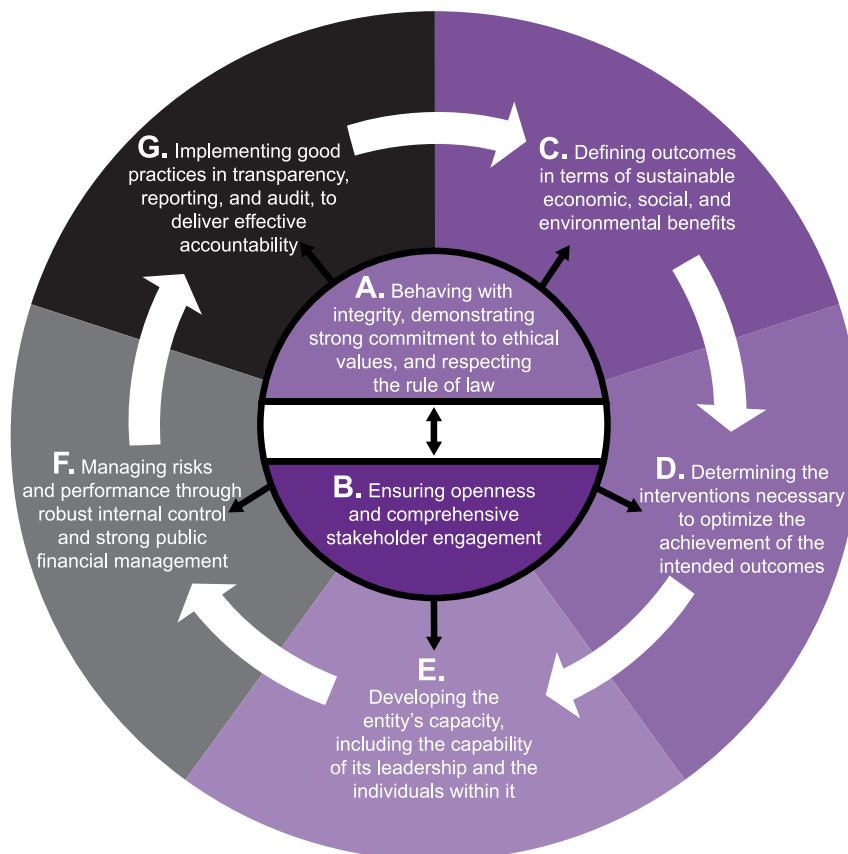 A. Behaving with
integrity, demonstrating
strong commitment to ethical
values, and respecting
the rule of law
B. Ensuring openness
and comprehensive
stakeholder engagement
C. Defining outcomes
in terms of sustainable
economic, social, and
environmental benefits
D. Determining the
interventions necessary
to optimize the
achievement of the
intended outcomes
E.
Developing the
entity’s capacity,
including the capability
of its leadership and the
individuals within it
F. Managing risks
and performance through
robust internal control
and strong public
financial management
G. Implementing good
practices in transparency,
reporting, and audit, to
deliver effective
accountability